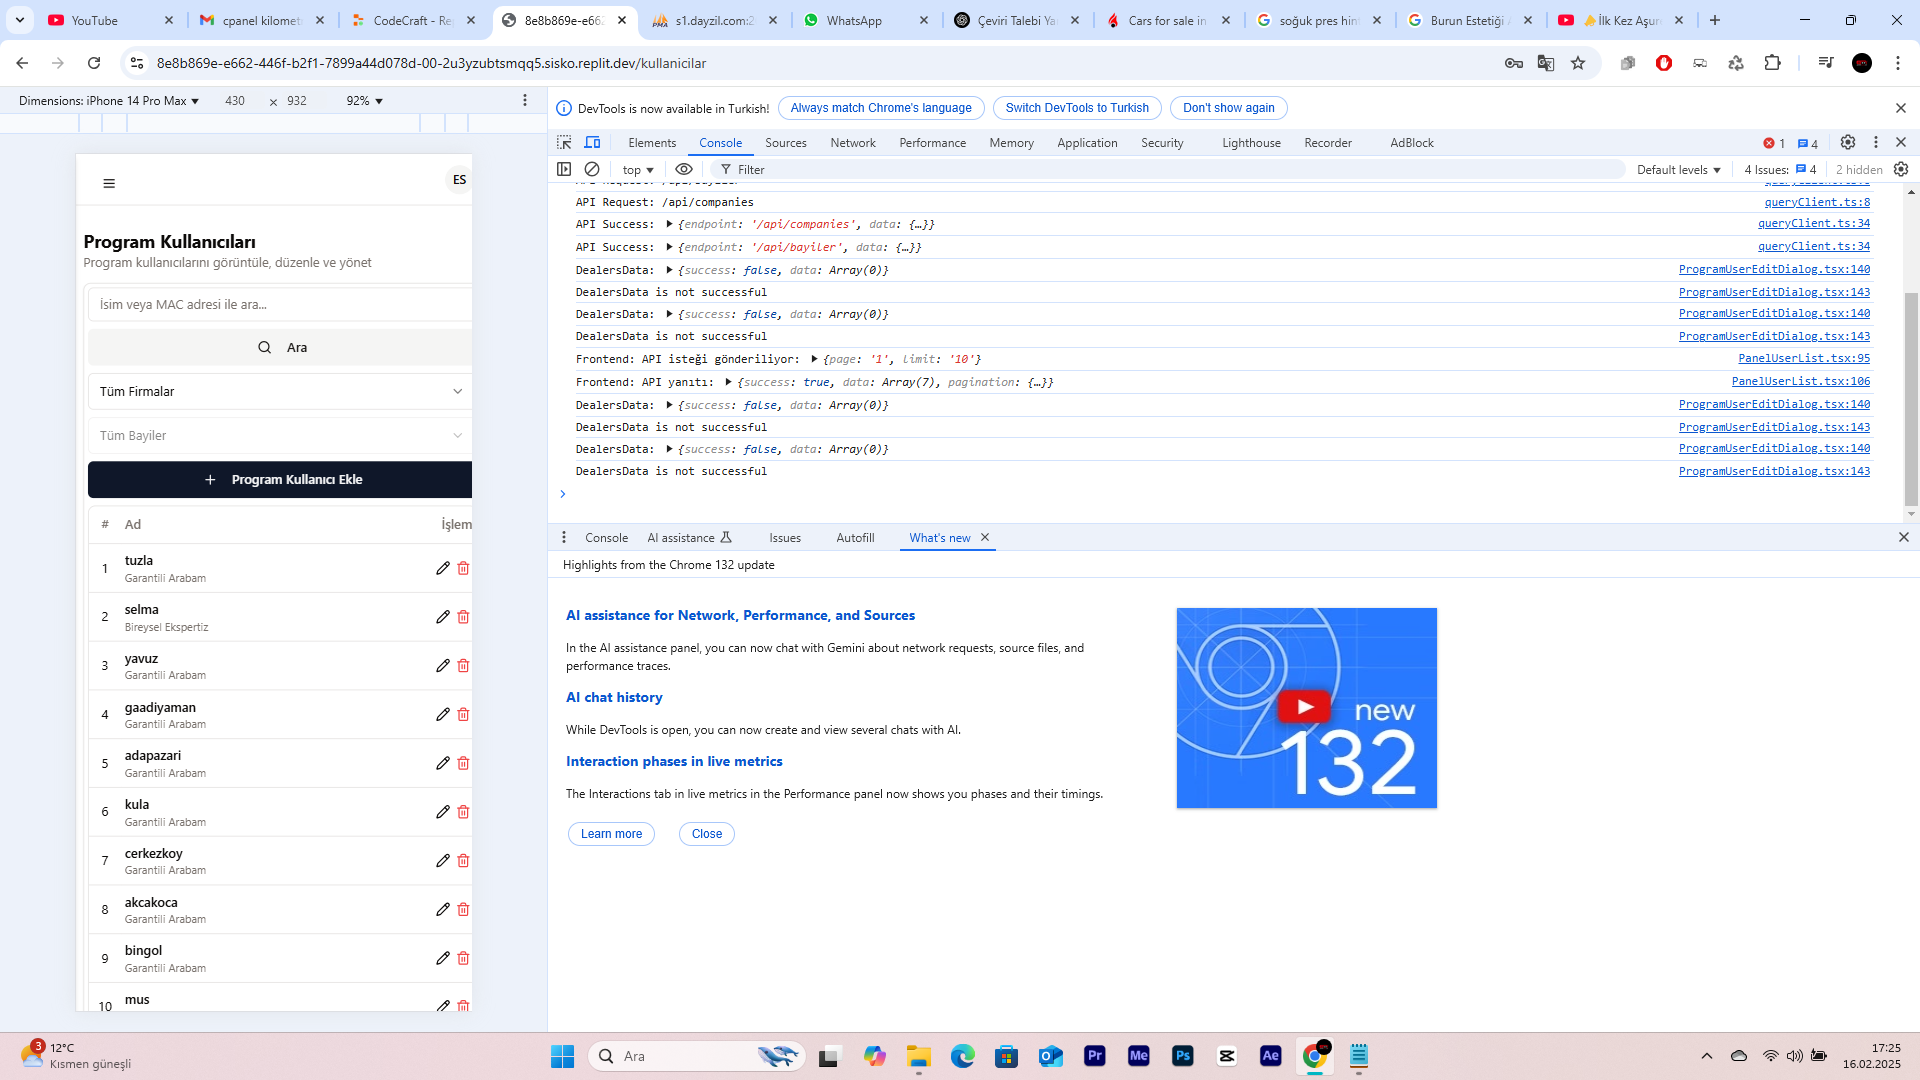 YouTube
cpanel kilomet
CodeCraft - Re
8e8b869e-e662
s1.dayzil.com:2
WhatsApp
Çeviri Talebi Ya
Cars for sale in
soğuk pres hin
Burun Estetiği
İlk Kez Aşur
8e8b869e-e662-446f-b2f1-7899a44d078d-00-2u3yzubtsmqq5.sisko.replit.dev/kullanicilar
Dimensions: iPhone 14 Pro Max ▼ 430 × 932 92% ▼
ES
Program Kullanıcıları
Program kullanıcılarını görüntüle, düzenle ve yönet
İsim veya MAC adresi ile ara...
Ara
Tüm Firmalar
Tüm Bayiler
+ Program Kullanıcı Ekle
# Ad İşlem
1 tuzla
Garantili Arabam
2 selma
Bireysel Ekspertiz
3 yavuz
Garantili Arabam
4 gaadiyaman
Garantili Arabam
5 adapazari
Garantili Arabam
6 kula
Garantili Arabam
7 cerkezkoy
Garantili Arabam
8 akcakoca
Garantili Arabam
9 bingol
Garantili Arabam
10 mus
DevTools is now available in Turkish! Always match Chrome's language Switch DevTools to Turkish Don't show again
Elements Console Sources Network Performance Memory Application Security Lighthouse Recorder AdBlock 1 4
top ▼ Filter Default levels ▼ 4 Issues: 4 2 hidden
API Request: /api/companies queryClient.ts:8
API Success: ▶ {endpoint: '/api/companies', data: {…}} queryClient.ts:34
API Success: ▶ {endpoint: '/api/bayiler', data: {…}} queryClient.ts:34
DealersData: ▶ {success: false, data: Array(0)} ProgramUserEditDialog.tsx:140
DealersData is not successful ProgramUserEditDialog.tsx:143
DealersData: ▶ {success: false, data: Array(0)} ProgramUserEditDialog.tsx:140
DealersData is not successful ProgramUserEditDialog.tsx:143
Frontend: API isteği gönderiliyor: ▶ {page: '1', limit: '10'} PanelUserList.tsx:95
Frontend: API yanıtı: ▶ {success: true, data: Array(7), pagination: {…}} PanelUserList.tsx:106
DealersData: ▶ {success: false, data: Array(0)} ProgramUserEditDialog.tsx:140
DealersData is not successful ProgramUserEditDialog.tsx:143
DealersData: ▶ {success: false, data: Array(0)} ProgramUserEditDialog.tsx:140
DealersData is not successful ProgramUserEditDialog.tsx:143
Console AI assistance Issues Autofill What's new
Highlights from the Chrome 132 update
AI assistance for Network, Performance, and Sources
In the AI assistance panel, you can now chat with Gemini about network requests, source files, and
performance traces.
AI chat history
While DevTools is open, you can now create and view several chats with AI.
Interaction phases in live metrics
The Interactions tab in live metrics in the Performance panel now shows you phases and their timings.
Learn more Close
new
132
3
12°C
Kısmen güneşli
Ara
Pr Me Ps Ae
17:25
16.02.2025